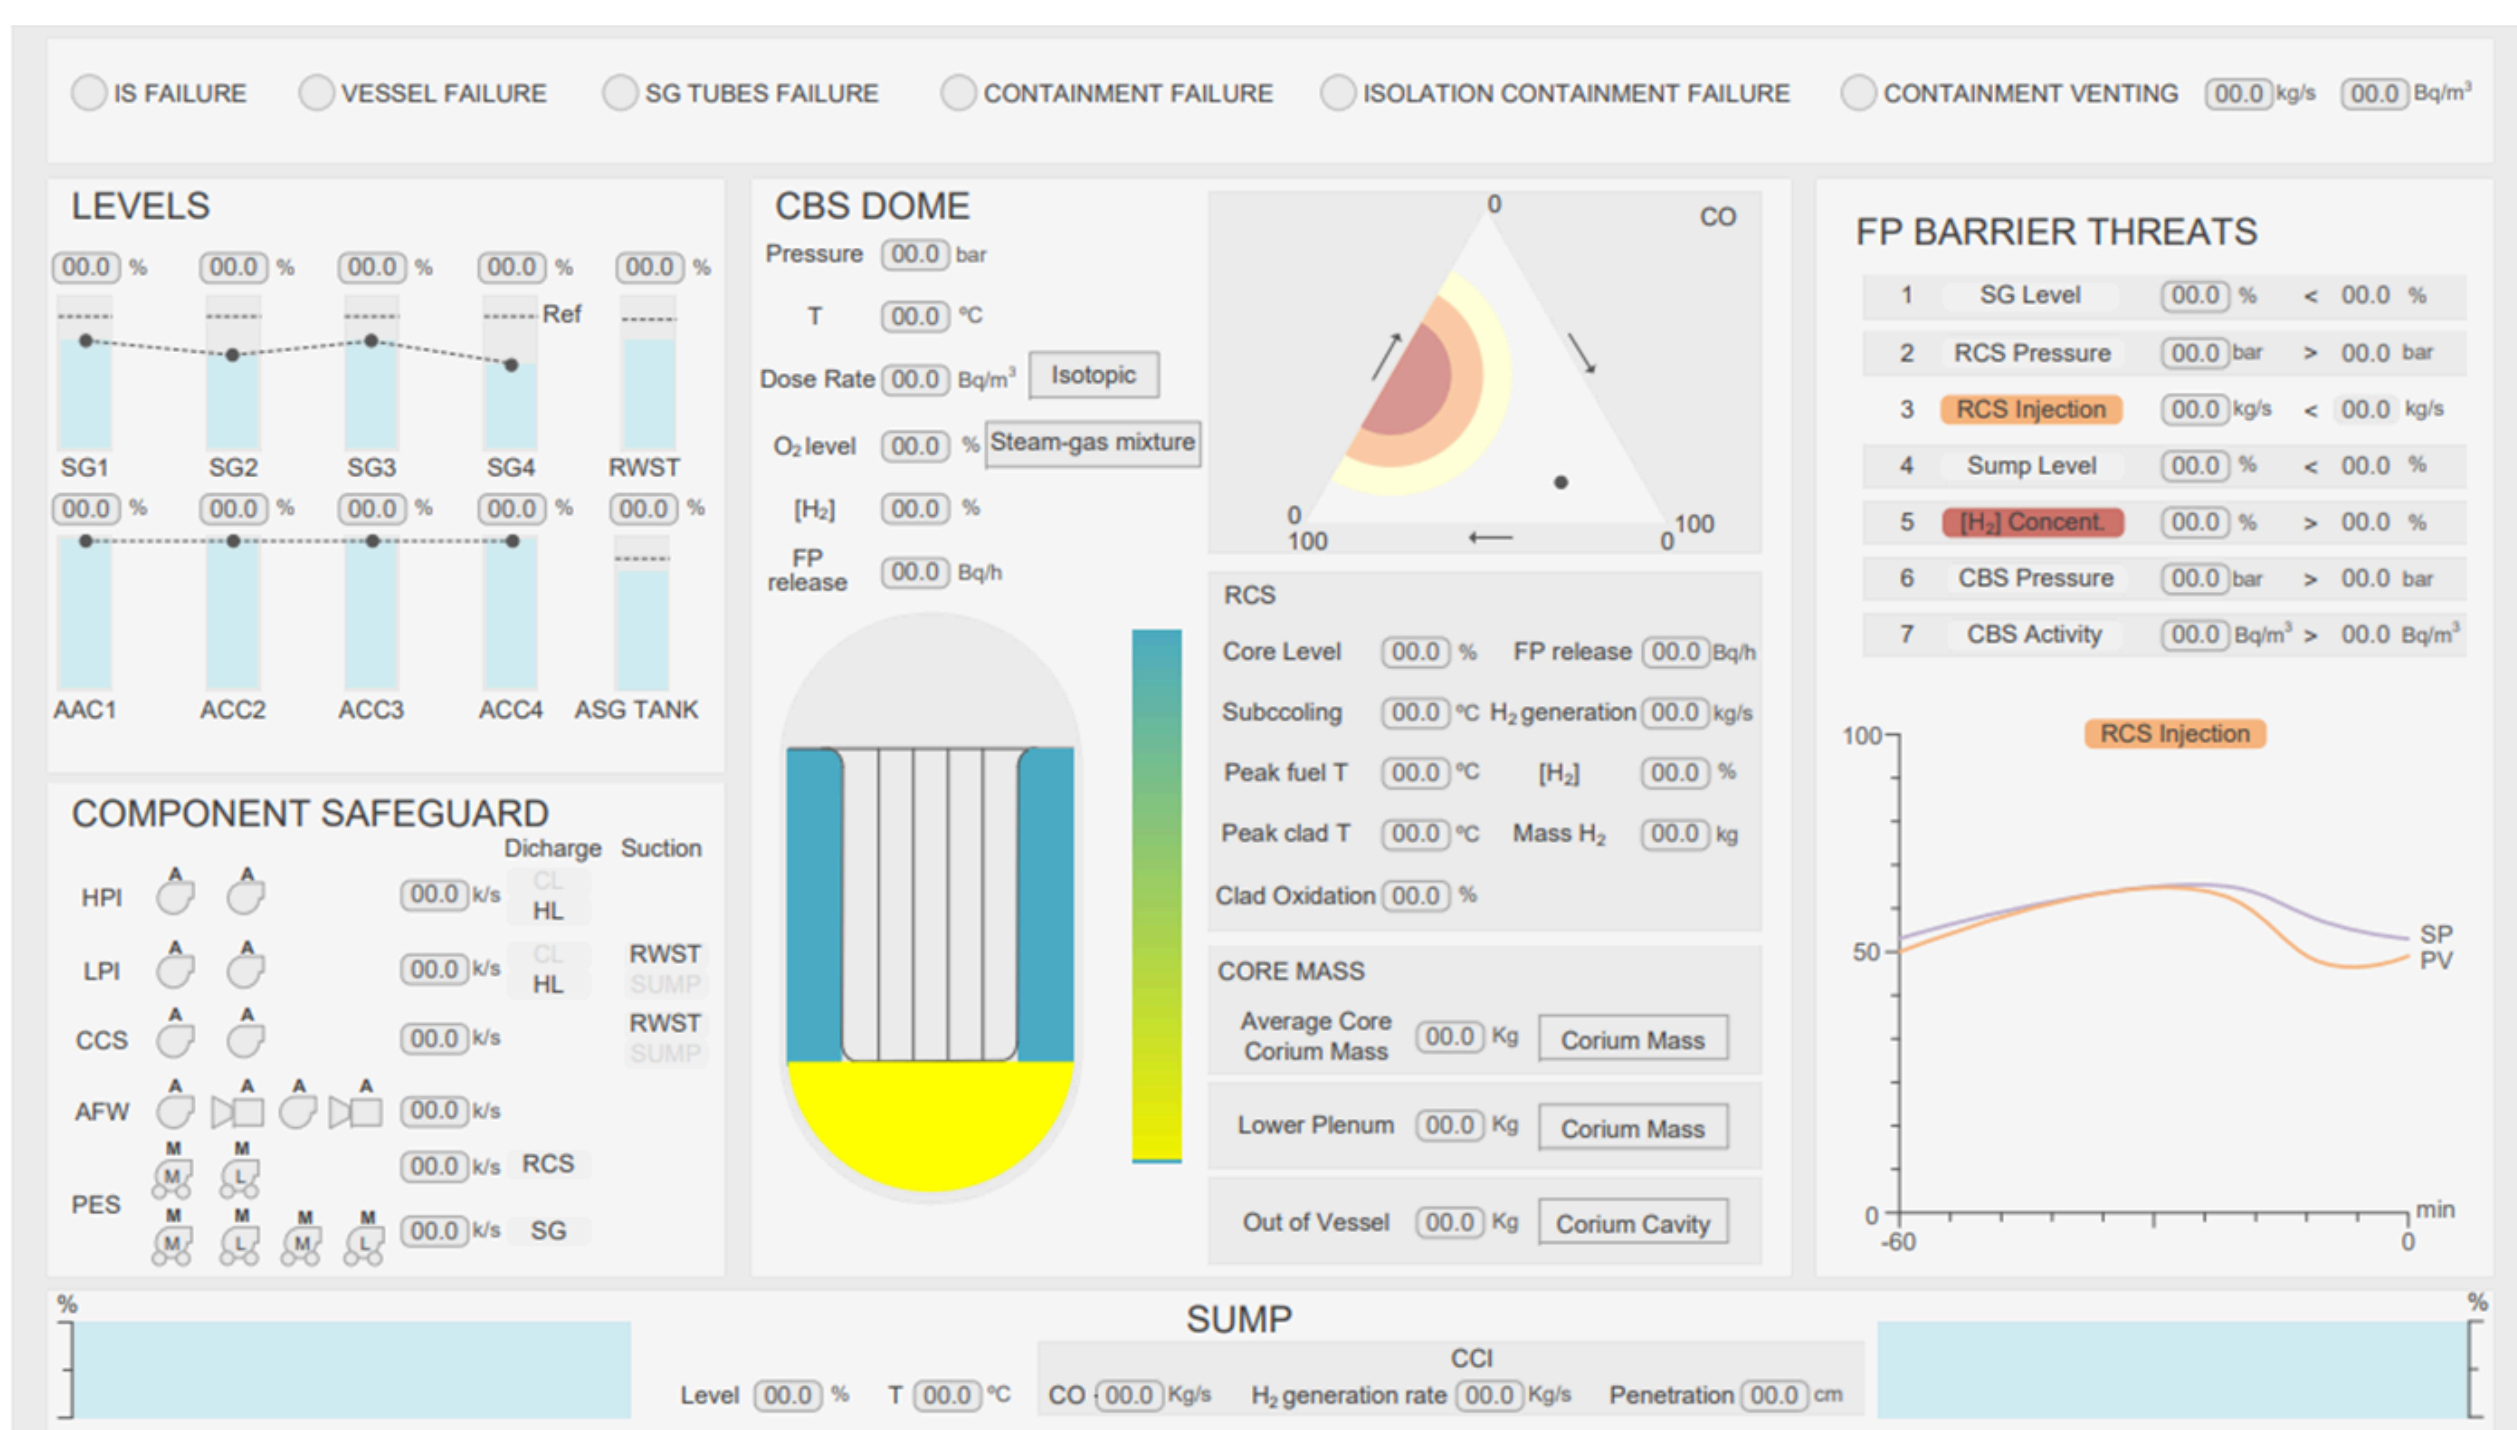 IS FAILURE VESSEL FAILURE SG TUBES FAILURE CONTAINMENT FAILURE ISOLATION CONTAINMENT FAILURE CONTAINMENT VENTING 00.0 kg/s 00.0 Bq/m³
LEVELS
00.0 % 00.0 % 00.0 % 00.0 % 00.0 %
Ref
SG1 SG2 SG3 SG4 RWST
00.0 % 00.0 % 00.0 % 00.0 % 00.0 %
AAC1 ACC2 ACC3 ACC4 ASG TANK
COMPONENT SAFEGUARD
Dicharge Suction
A A
HPI 00.0 k/s CL
HL
A A
LPI 00.0 k/s CL RWST
HL SUMP
A A
CCS 00.0 k/s RWST
SUMP
A A A A
AFW 00.0 k/s
M M
M L 00.0 k/s RCS
PES
M M M M
M L M L 00.0 k/s SG
CBS DOME
Pressure 00.0 bar
T 00.0 ºC
Dose Rate 00.0 Bq/m³ Isotopic
O₂ level 00.0 % Steam-gas mixture
[H₂] 00.0 %
FP
release 00.0 Bq/h
0
CO
0 100
100 0
RCS
Core Level 00.0 % FP release 00.0 Bq/h
Subccoling 00.0 ºC H₂ generation 00.0 kg/s
Peak fuel T 00.0 ºC [H₂] 00.0 %
Peak clad T 00.0 ºC Mass H₂ 00.0 kg
Clad Oxidation 00.0 %
CORE MASS
Average Core
Corium Mass 00.0 Kg Corium Mass
Lower Plenum 00.0 Kg Corium Mass
Out of Vessel 00.0 Kg Corium Cavity
FP BARRIER THREATS
1 SG Level 00.0 % < 00.0 %
2 RCS Pressure 00.0 bar > 00.0 bar
3 RCS Injection 00.0 kg/s < 00.0 kg/s
4 Sump Level 00.0 % < 00.0 %
5 [H₂] Concent. 00.0 % > 00.0 %
6 CBS Pressure 00.0 bar > 00.0 bar
7 CBS Activity 00.0 Bq/m³ > 00.0 Bq/m³
RCS Injection
100
50
0
SP
PV
min
-60 0
% SUMP %
CCI
Level 00.0 % T 00.0 ºC CO 00.0 Kg/s H₂ generation rate 00.0 Kg/s Penetration 00.0 cm